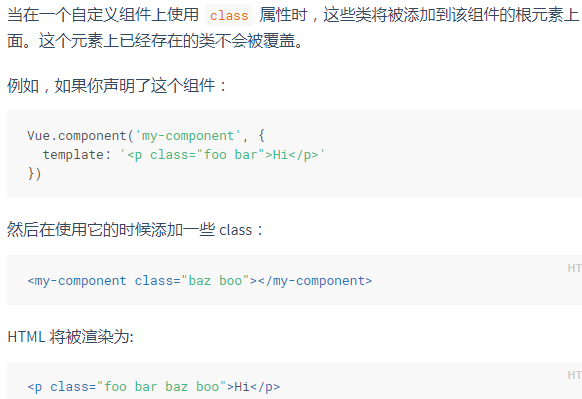 当在一个自定义组件上使用 class 属性时，这些类将被添加到该组件的根元素上
面。这个元素上已经存在的类不会被覆盖。
例如，如果你声明了这个组件：
Vue.component('my-component', {
  template: '<p class="foo bar">Hi</p>'
})
然后在使用它的时候添加一些 class：
HT
<my-component class="baz boo"></my-component>
HTML 将被渲染为:
HT
<p class="foo bar baz boo">Hi</p>